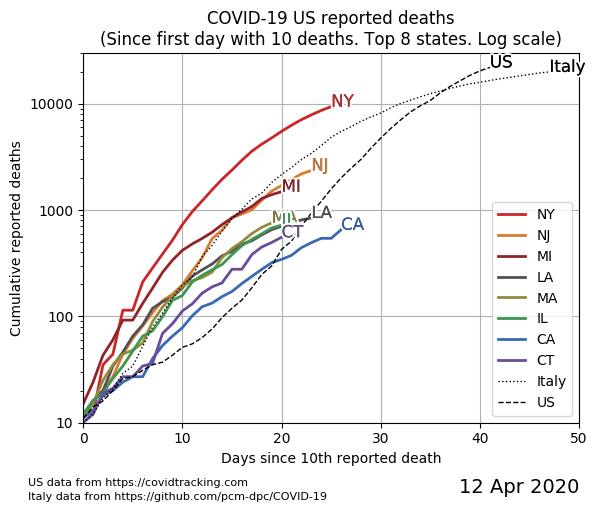 COVID-19 US reported deaths
(Since first day with 10 deaths. Top 8 states. Log scale)
Cumulative reported deaths
10000
1000
100
10
US
Italy
NY
NJ
MI
LA
MA
IL
CA
CT
NY
NJ
MI
LA
MA
IL
CA
CT
Italy
US
0 10 20 30 40 50
Days since 10th reported death
US data from https://covidtracking.com
Italy data from https://github.com/pcm-dpc/COVID-19
12 Apr 2020